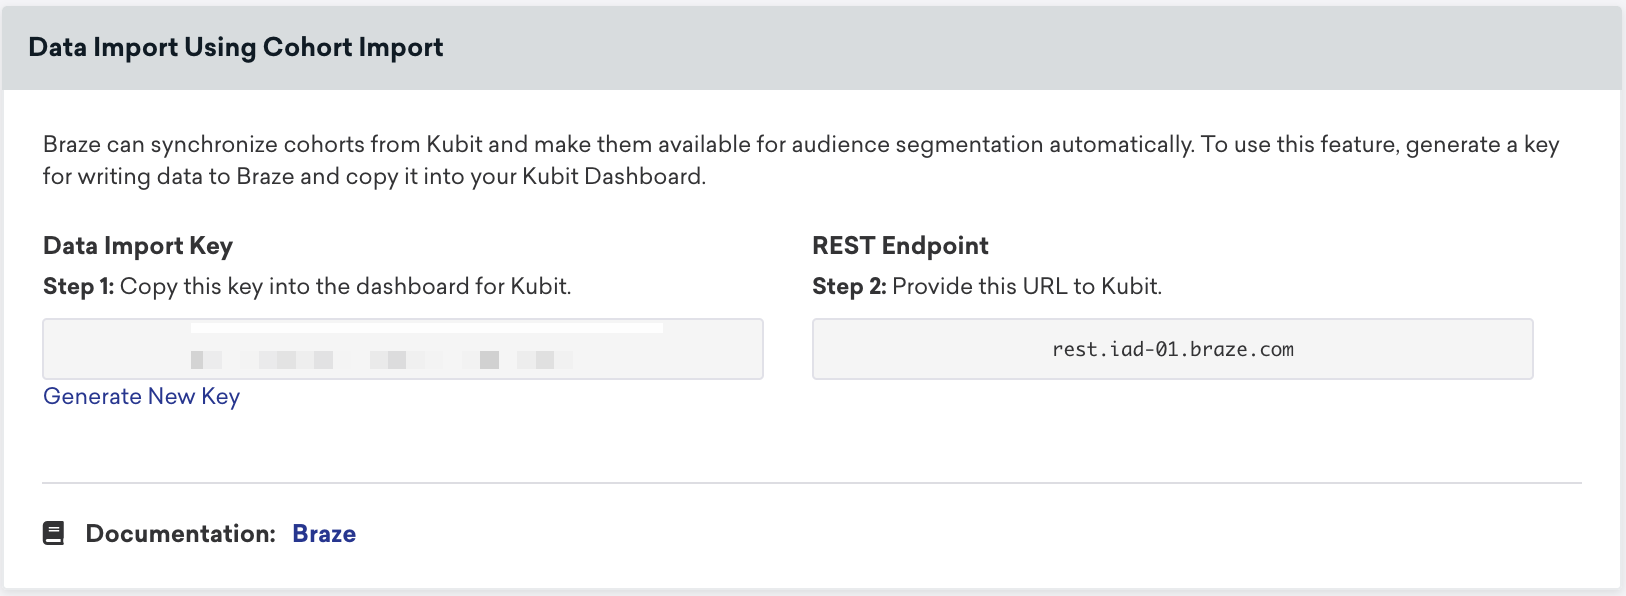 Data Import Using Cohort Import
Braze can synchronize cohorts from Kubit and make them available for audience segmentation automatically. To use this feature, generate a key
for writing data to Braze and copy it into your Kubit Dashboard.
Data Import Key
Step 1: Copy this key into the dashboard for Kubit.
Generate New Key
REST Endpoint
Step 2: Provide this URL to Kubit.
rest.iad-01.braze.com
Documentation: Braze